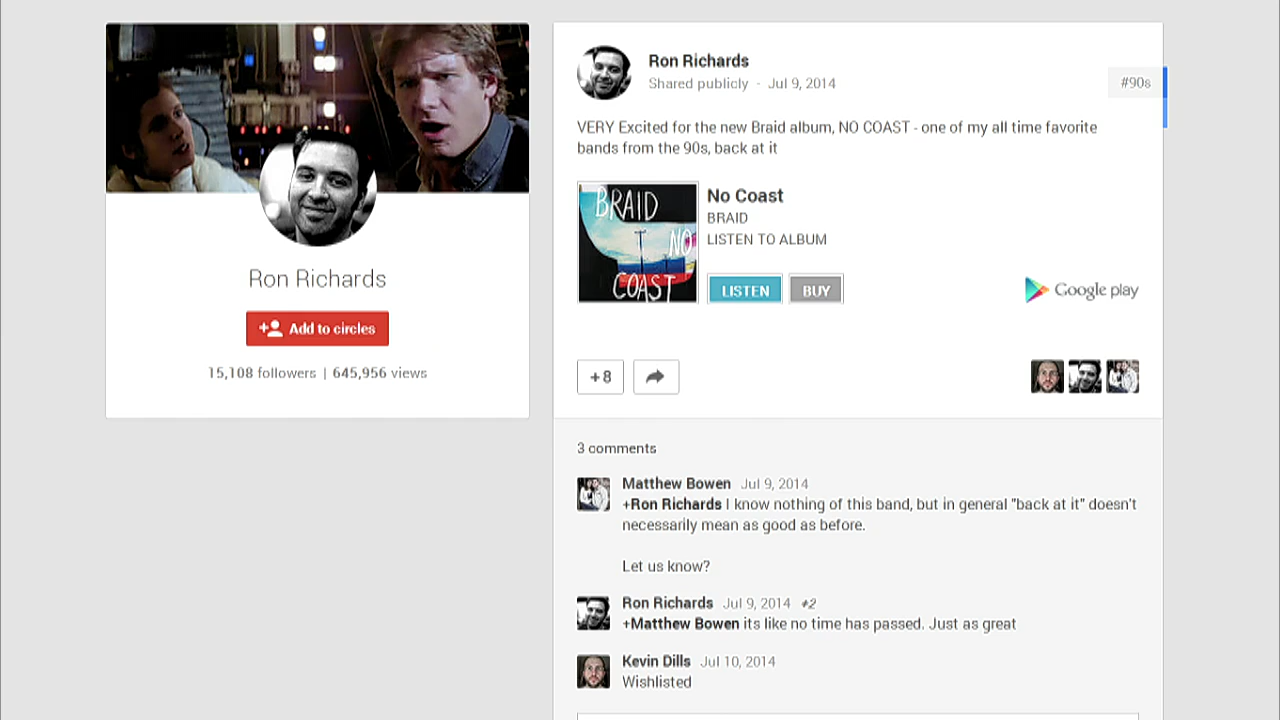 Ron Richards
Add to circles
15,108 followers | 645,956 views
Ron Richards
Shared publicly - Jul 9, 2014
#90s
VERY Excited for the new Braid album, NO COAST - one of my all time favorite
bands from the 90s, back at it
BRAID
NO
COAST
No Coast
BRAID
LISTEN TO ALBUM
LISTEN
BUY
Google play
+8
3 comments
Matthew Bowen Jul 9, 2014
+Ron Richards I know nothing of this band, but in general "back at it" doesn't
necessarily mean as good as before.
Let us know?
Ron Richards Jul 9, 2014 +2
+Matthew Bowen its like no time has passed. Just as great
Kevin Dills Jul 10, 2014
Wishlisted